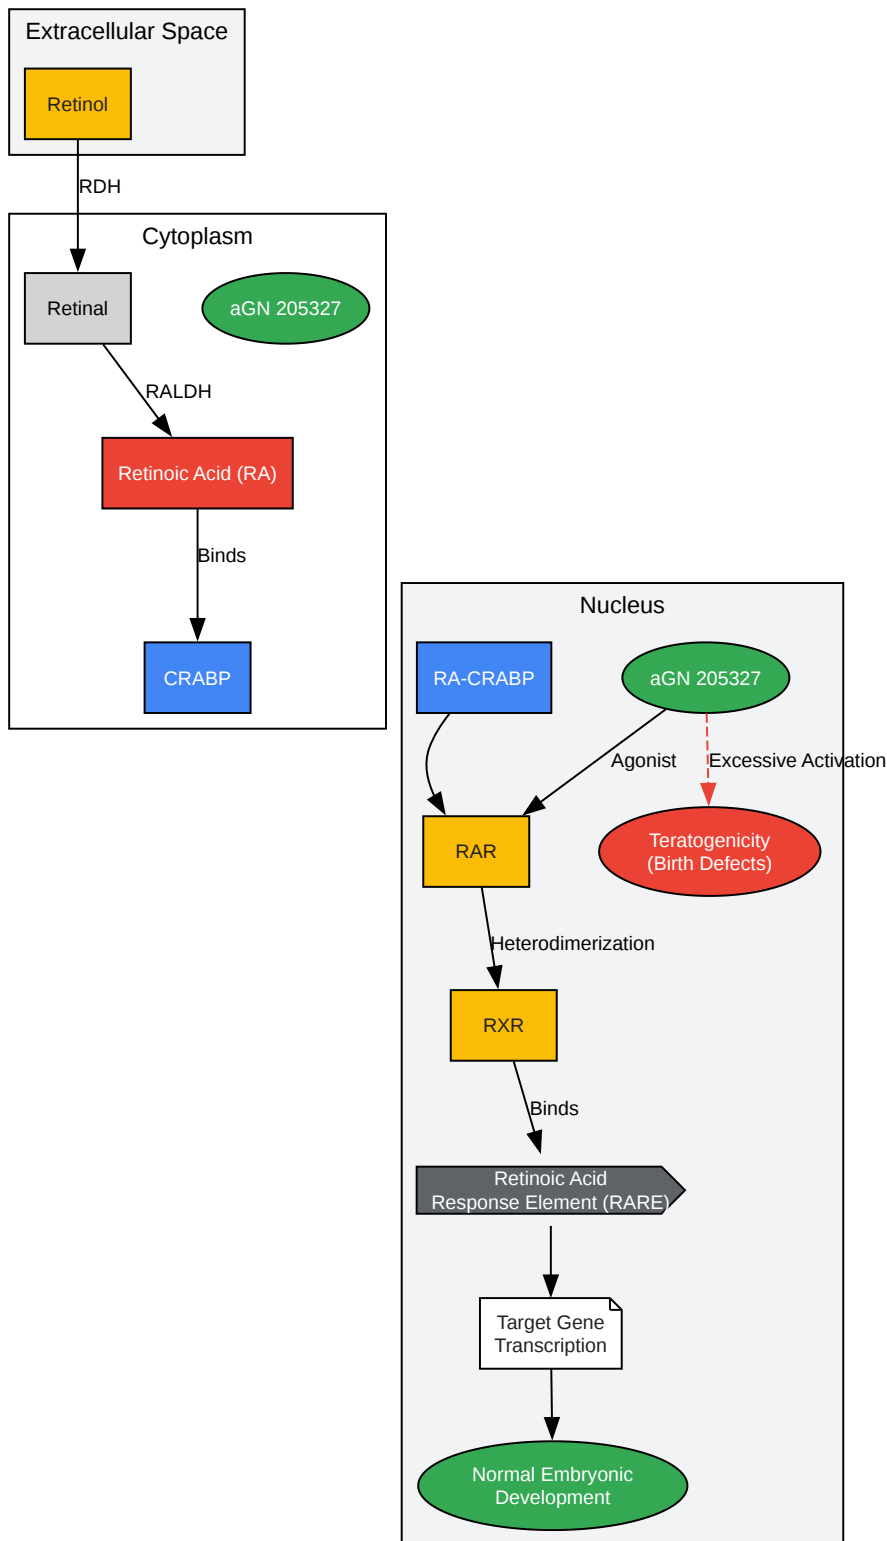 Extracellular Space
Retinol
RDH
Cytoplasm
Retinal
aGN 205327
RALDH
Retinoic Acid (RA)
Binds
CRABP
Nucleus
RA-CRABP
aGN 205327
Agonist
Excessive Activation
RAR
Teratogenicity
(Birth Defects)
Heterodimerization
RXR
Binds
Retinoic Acid
Response Element (RARE)
Target Gene
Transcription
Normal Embryonic
Development